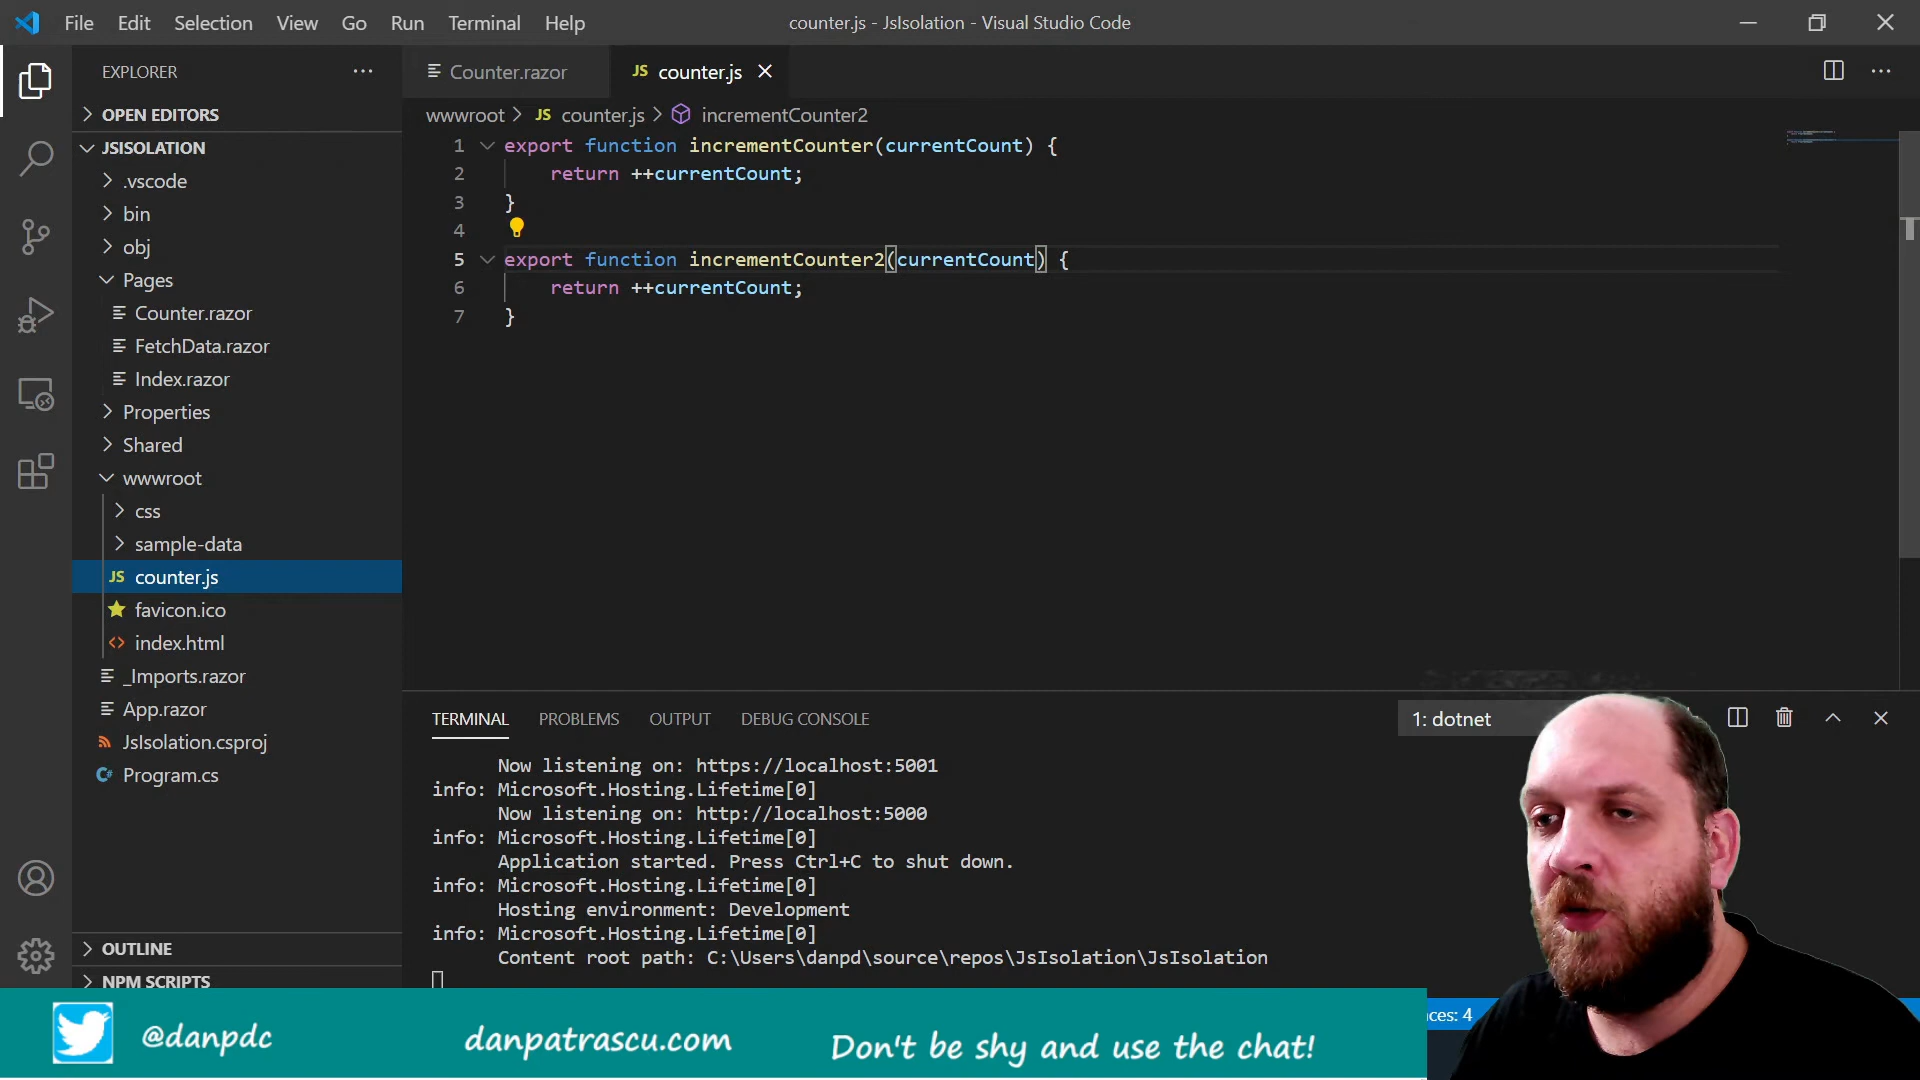 File Edit Selection View Go Run Terminal Help
counter.js - JsIsolation - Visual Studio Code
EXPLORER
OPEN EDITORS
JSISOLATION
.vscode
bin
obj
Pages
Counter.razor
FetchData.razor
Index.razor
Properties
Shared
wwwroot
css
sample-data
JS counter.js
favicon.ico
<> index.html
_Imports.razor
App.razor
JsIsolation.csproj
Program.cs
OUTLINE
NPM SCRIPTS
Counter.razor
JS counter.js
wwwroot > JS counter.js > incrementCounter2
1 export function incrementCounter(currentCount) {
2 return ++currentCount;
3 }
4
5 export function incrementCounter2(currentCount) {
6 return ++currentCount;
7 }
TERMINAL PROBLEMS OUTPUT DEBUG CONSOLE
1: dotnet
Now listening on: https://localhost:5001
info: Microsoft.Hosting.Lifetime[0]
Now listening on: http://localhost:5000
info: Microsoft.Hosting.Lifetime[0]
Application started. Press Ctrl+C to shut down.
info: Microsoft.Hosting.Lifetime[0]
Hosting environment: Development
info: Microsoft.Hosting.Lifetime[0]
Content root path: C:\Users\danpd\source\repos\JsIsolation\JsIsolation
ces: 4
@danpdc
danpatrascu.com
Don't be shy and use the chat!